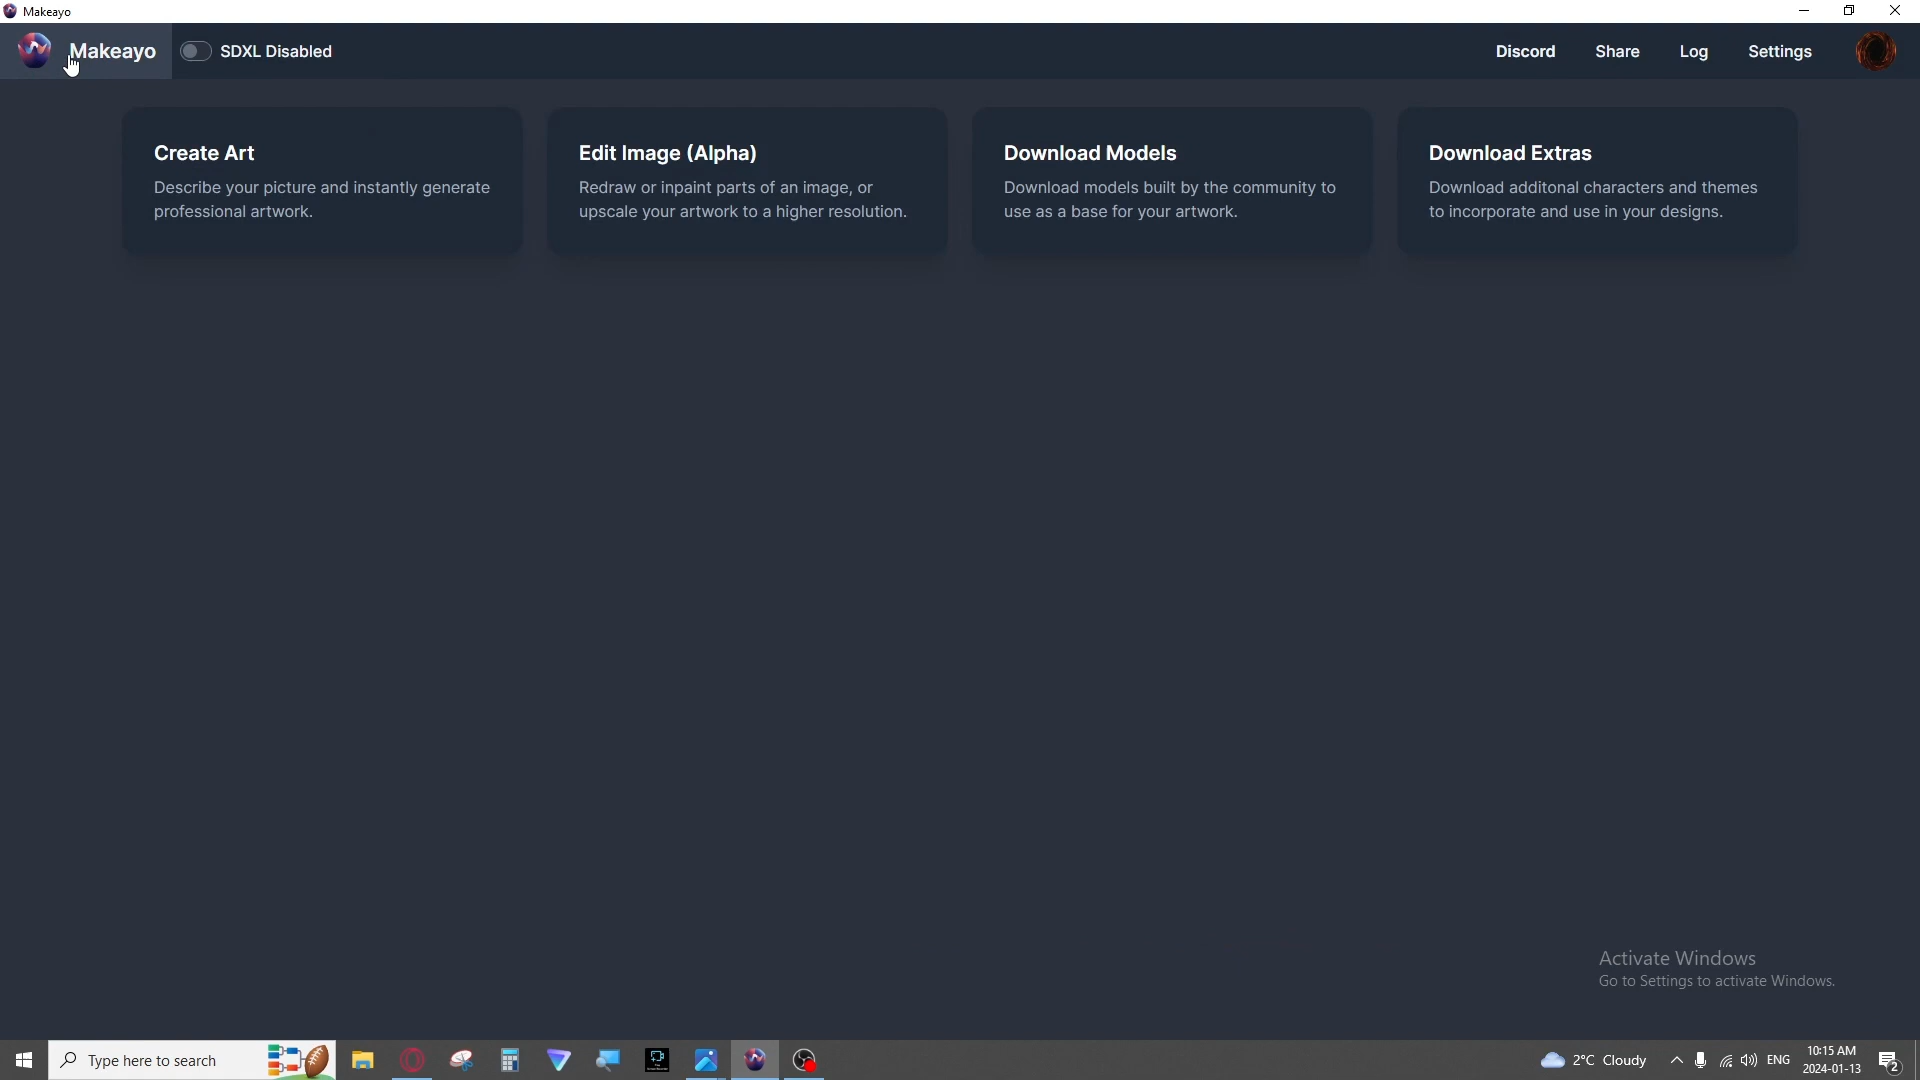 Makeayo
Makeayo
SDXL Disabled
Discord
Share
Log
Settings
Create Art
Describe your picture and instantly generate
professional artwork.
Edit Image (Alpha)
Redraw or inpaint parts of an image, or
upscale your artwork to a higher resolution.
Download Models
Download models built by the community to
use as a base for your artwork.
Download Extras
Download additonal characters and themes
to incorporate and use in your designs.
Activate Windows
Go to Settings to activate Windows.
Type here to search
2°C Cloudy
ENG
10:15 AM
2024-01-13
2